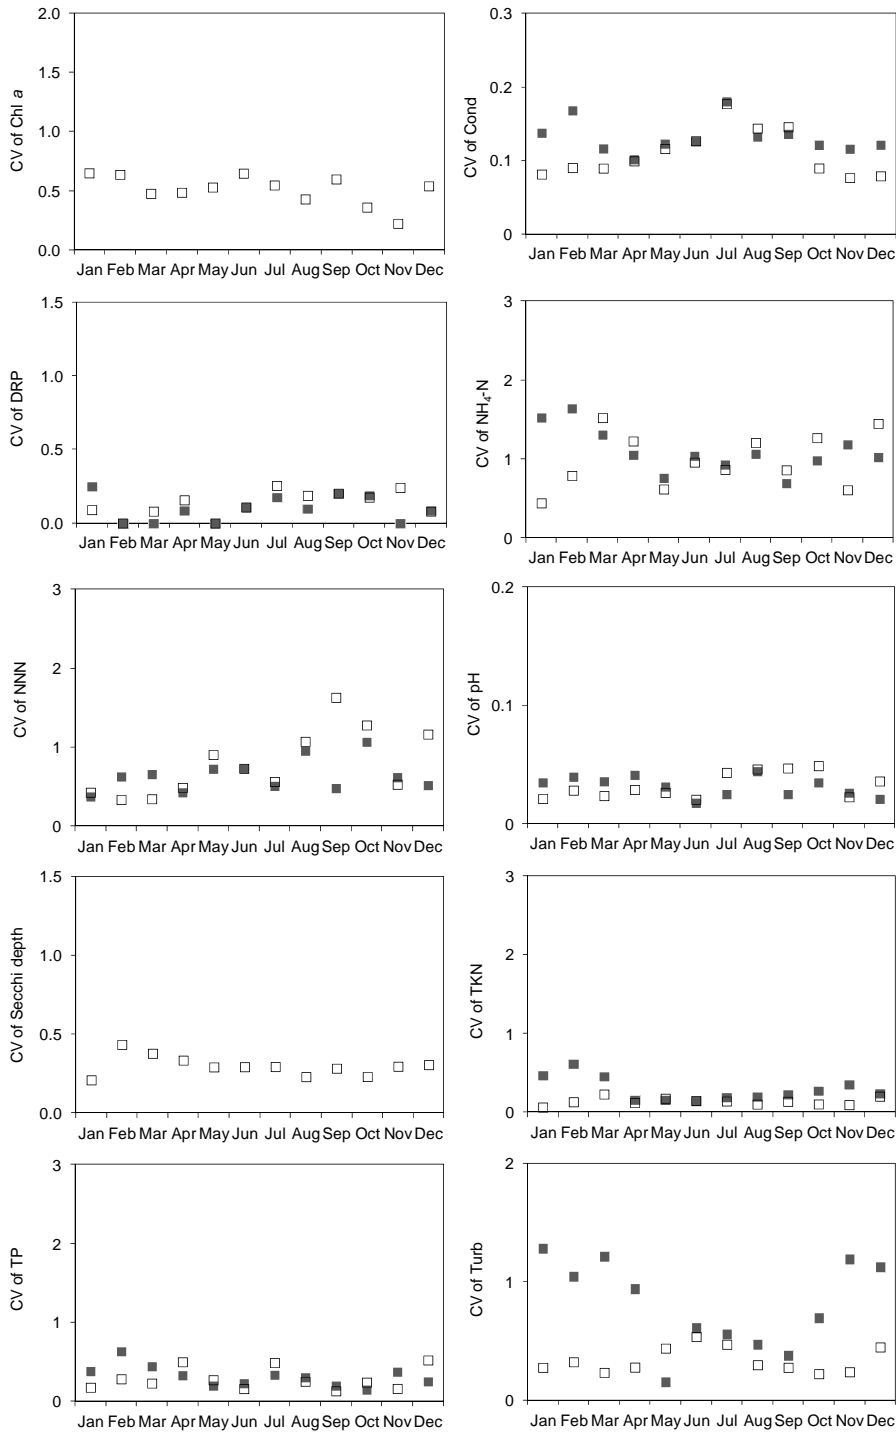 2.0
1.5
1.0
0.5
0.0
CV of Chl a
Jan Feb Mar Apr May Jun Jul Aug Sep Oct Nov Dec
0.3
0.2
0.1
0
CV of Cond
Jan Feb Mar Apr May Jun Jul Aug Sep Oct Nov Dec
1.5
1.0
0.5
0.0
CV of DRP
Jan Feb Mar Apr May Jun Jul Aug Sep Oct Nov Dec
3
2
1
0
CV of NH₄-N
Jan Feb Mar Apr May Jun Jul Aug Sep Oct Nov Dec
3
2
1
0
CV of NNN
Jan Feb Mar Apr May Jun Jul Aug Sep Oct Nov Dec
0.2
0.1
0
CV of pH
Jan Feb Mar Apr May Jun Jul Aug Sep Oct Nov Dec
1.5
1.0
0.5
0.0
CV of Secchi depth
Jan Feb Mar Apr May Jun Jul Aug Sep Oct Nov Dec
3
2
1
0
CV of TKN
Jan Feb Mar Apr May Jun Jul Aug Sep Oct Nov Dec
3
2
1
0
CV of TP
Jan Feb Mar Apr May Jun Jul Aug Sep Oct Nov Dec
2
1
0
CV of Turb
Jan Feb Mar Apr May Jun Jul Aug Sep Oct Nov Dec